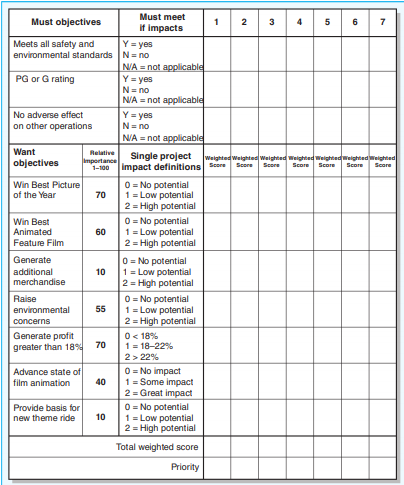 Must objectives Must meet if impacts 1 2 3 4 5 6 7
Meets all safety and environmental standards
Y = yes
N = no
N/A = not applicable
PG or G rating
Y = yes
N = no
N/A = not applicable
No adverse effect on other operations
Y = yes
N = no
N/A = not applicable
Want objectives
Relative Importance 1–100
Single project impact definitions
Weighted Score Weighted Score Weighted Score Weighted Score Weighted Score Weighted Score Weighted Score
Win Best Picture of the Year
70
0 = No potential
1 = Low potential
2 = High potential
Win Best Animated Feature Film
60
0 = No potential
1 = Low potential
2 = High potential
Generate additional merchandise
10
0 = No potential
1 = Low potential
2 = High potential
Raise environmental concerns
55
0 = No potential
1 = Low potential
2 = High potential
Generate profit greater than 18%
70
0 < 18%
1 = 18–22%
2 > 22%
Advance state of film animation
40
0 = No impact
1 = Some impact
2 = Great impact
Provide basis for new theme ride
10
0 = No potential
1 = Low potential
2 = High potential
Total weighted score
Priority